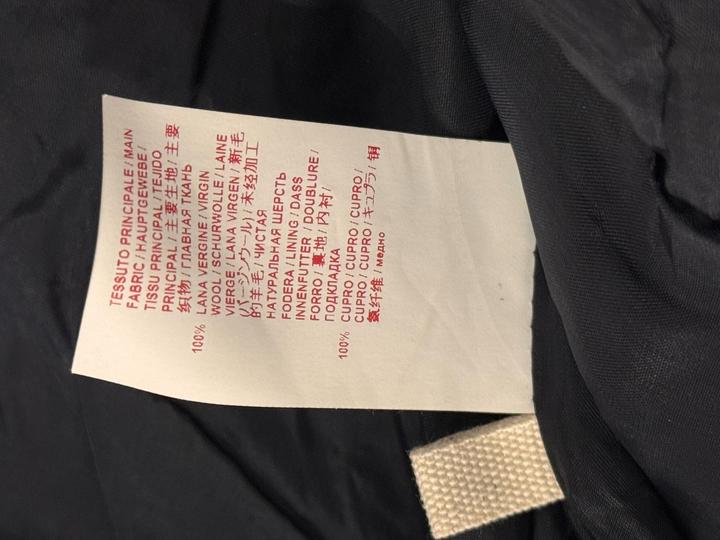 TESSUTO PRINCIPALE / MAIN
FABRIC / HAUPTGEWEBE /
TISSU PRINCIPAL / TEJIDO
PRINCIPAL / 主要生地 / 主要
织物 / ГЛАВНАЯ ТКАНЬ
100% LANA VERGINE / VIRGIN
WOOL / SCHURWOLLE / LAINE
VIERGE / LANA VIRGEN / 新毛
(バージンウール) / 未经加工
的羊毛 / ЧИСТАЯ
НАТУРАЛЬНАЯ ШЕРСТЬ
FODERA / LINING / DASS
INNENFUTTER / DOUBLURE /
FORRO / 裏地 / 内衬 /
ПОДКЛАДКА
100% CUPRO / CUPRO / CUPRO /
CUPRO / CUPRO / キュプラ / 铜
氨纤维 / медно